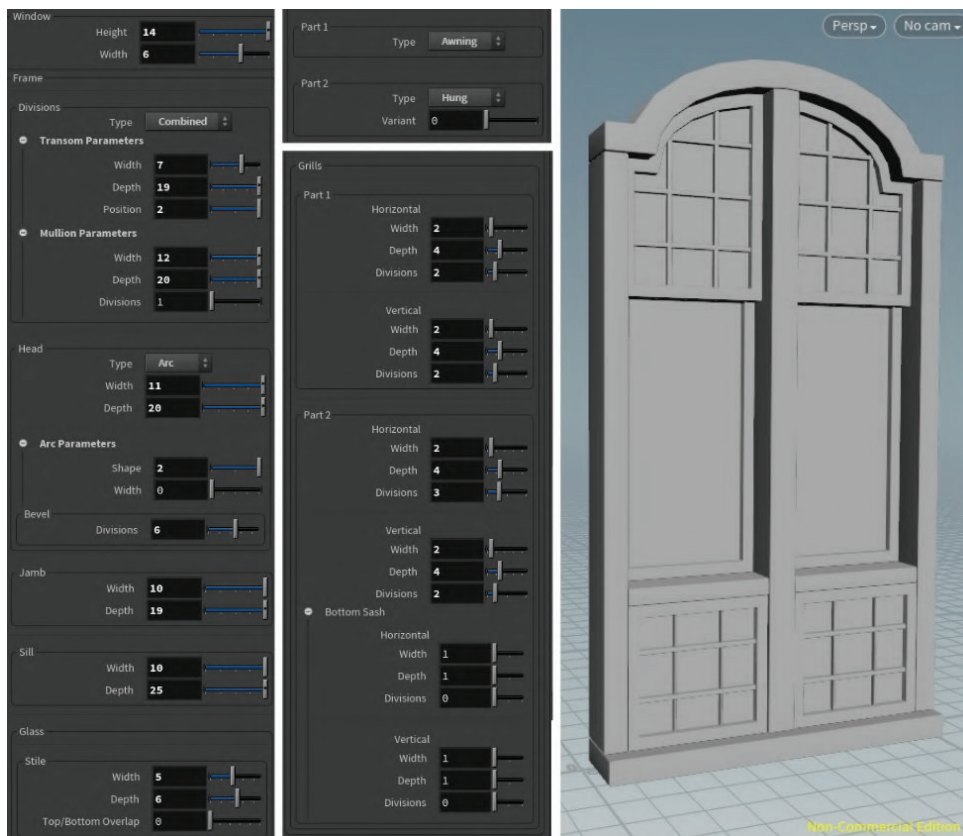 Window
Height 14
Width 6
Frame
Divisions
Type Combined
Transom Parameters
Width 7
Depth 19
Position 2
Mullion Parameters
Width 12
Depth 20
Divisions 1
Head
Type Arc
Width 11
Depth 20
Arc Parameters
Shape 2
Width 0
Bevel
Divisions 6
Jamb
Width 10
Depth 19
Sill
Width 10
Depth 25
Glass
Stile
Width 5
Depth 6
Top/Bottom Overlap 0
Part 1
Type Awning
Part 2
Type Hung
Variant 0
Grills
Part 1
Horizontal
Width 2
Depth 4
Divisions 2
Vertical
Width 2
Depth 4
Divisions 2
Part 2
Horizontal
Width 2
Depth 4
Divisions 3
Vertical
Width 2
Depth 4
Divisions 2
Bottom Sash
Horizontal
Width 1
Depth 1
Divisions 0
Vertical
Width 1
Depth 1
Divisions 0
Persp No cam
Non-Commercial Edition